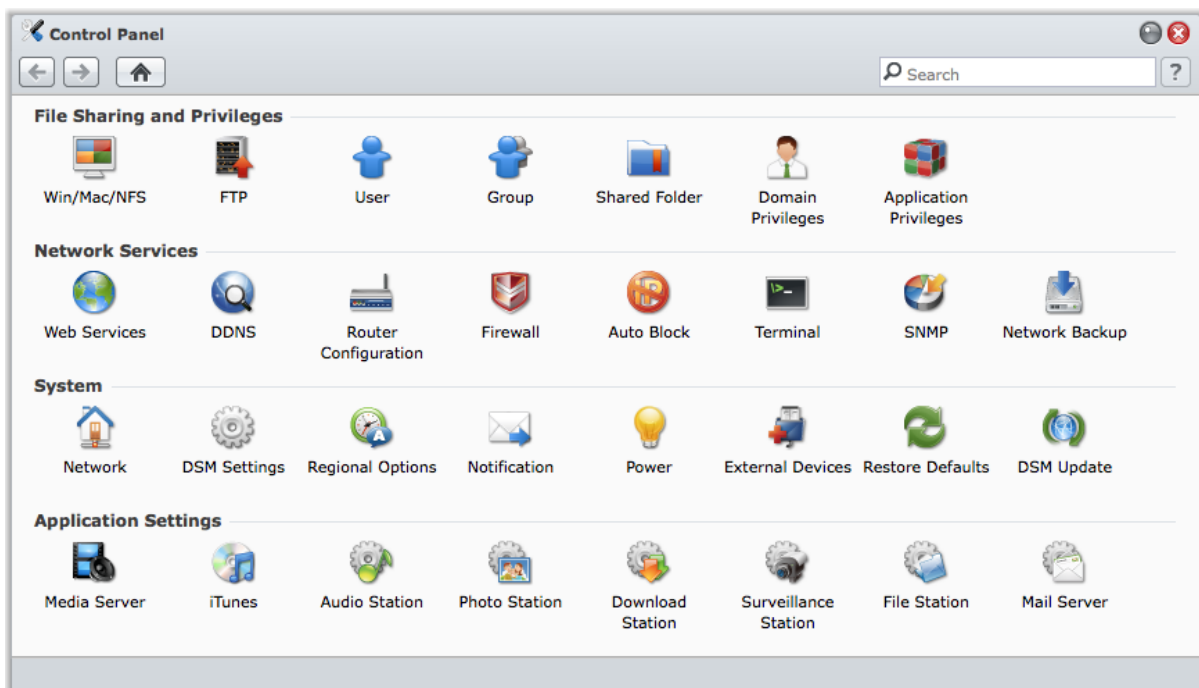 Control Panel
Search
?
File Sharing and Privileges
Win/Mac/NFS FTP User Group Shared Folder Domain Privileges Application Privileges
Network Services
Web Services DDNS Router Configuration Firewall Auto Block Terminal SNMP Network Backup
System
Network DSM Settings Regional Options Notification Power External Devices Restore Defaults DSM Update
Application Settings
Media Server iTunes Audio Station Photo Station Download Station Surveillance Station File Station Mail Server